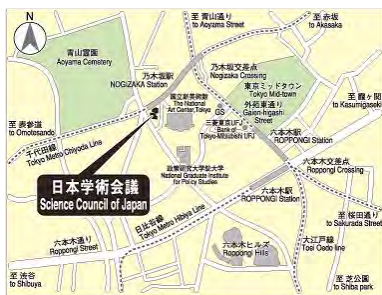 N
至 青山通り
to Aoyama Street
至 赤坂
to Akasaka
青山霊園
Aoyama Cemetery
乃木坂駅
NOGIZAKA Station
乃木坂交差点
Nogizaka Crossing
国立新美術館
The National
Art Center, Tokyo
東京ミッドタウン
Tokyo Mid-town
至 霞ヶ関
to Kasumigaseki
GS
外苑東通り
Gaien-higashi
Street
至 表参道
to Omotesando
三菱東京UFJ
Bank of
Tokyo-Mitsubishi UFJ
六本木駅
ROPPONGI Station
千代田線
Tokyo Metro Chiyoda Line
政策研究大学院大学
National Graduate Institute
for Policy Studies
六本木交差点
Roppongi Crossing
日本学術会議
Science Council of Japan
六本木駅
ROPPONGI Station
至 桜田通り
to Sakurada Street
日比谷線
Tokyo Metro Hibiya Line
六本木通り
Roppongi Street
六本木ヒルズ
Roppongi Hills
大江戸線
Toei Oedo line
至 渋谷
to Shibuya
至 芝公園
to Shiba park